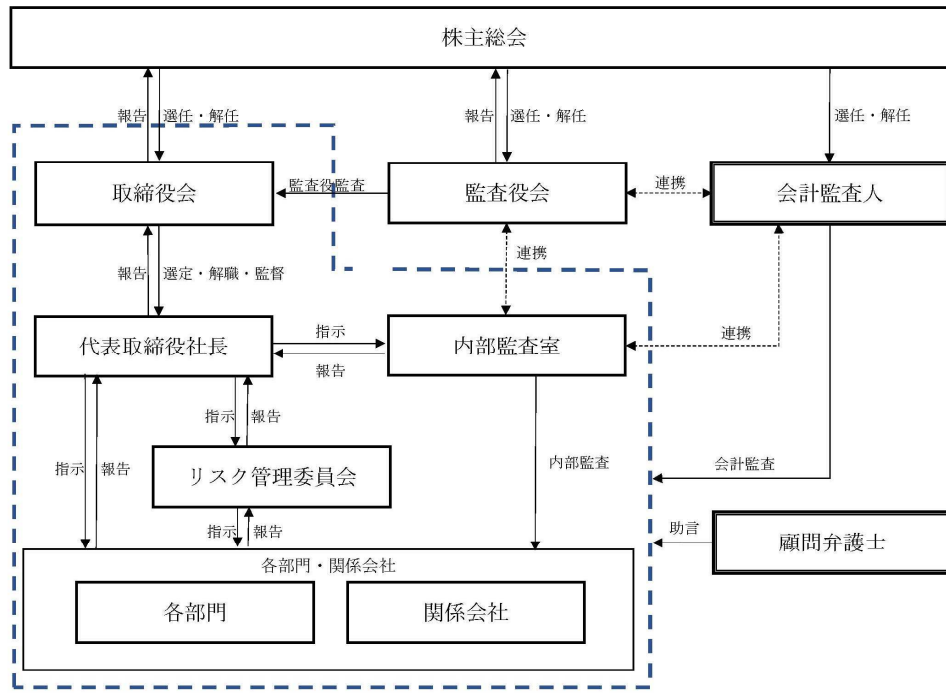 株主総会
報告
選任・解任
報告
選任・解任
選任・解任
取締役会
監査役監査
監査役会
連携
会計監査人
報告
選定・解職・監督
連携
代表取締役社長
指示
報告
内部監査室
連携
指示
報告
指示
報告
リスク管理委員会
内部監査
会計監査
指示
報告
助言
顧問弁護士
各部門・関係会社
各部門
関係会社